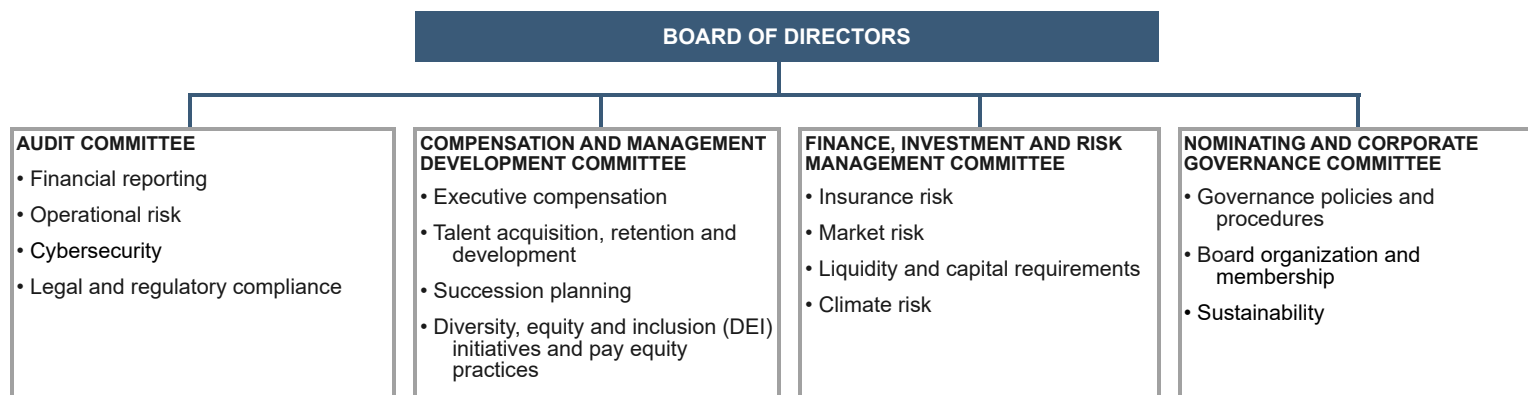 BOARD OF DIRECTORS
AUDIT COMMITTEE
• Financial reporting
• Operational risk
• Cybersecurity
• Legal and regulatory compliance
COMPENSATION AND MANAGEMENT
DEVELOPMENT COMMITTEE
• Executive compensation
• Talent acquisition, retention and
development
• Succession planning
• Diversity, equity and inclusion (DEI)
initiatives and pay equity
practices
FINANCE, INVESTMENT AND RISK
MANAGEMENT COMMITTEE
• Insurance risk
• Market risk
• Liquidity and capital requirements
• Climate risk
NOMINATING AND CORPORATE
GOVERNANCE COMMITTEE
• Governance policies and
procedures
• Board organization and
membership
• Sustainability